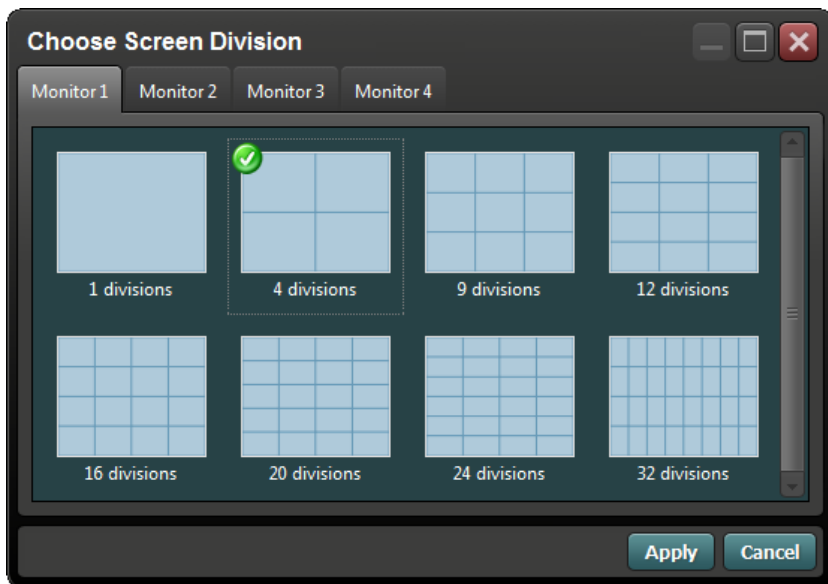 Choose Screen Division
Monitor 1 Monitor 2 Monitor 3 Monitor 4
1 divisions 4 divisions 9 divisions 12 divisions
16 divisions 20 divisions 24 divisions 32 divisions
Apply Cancel